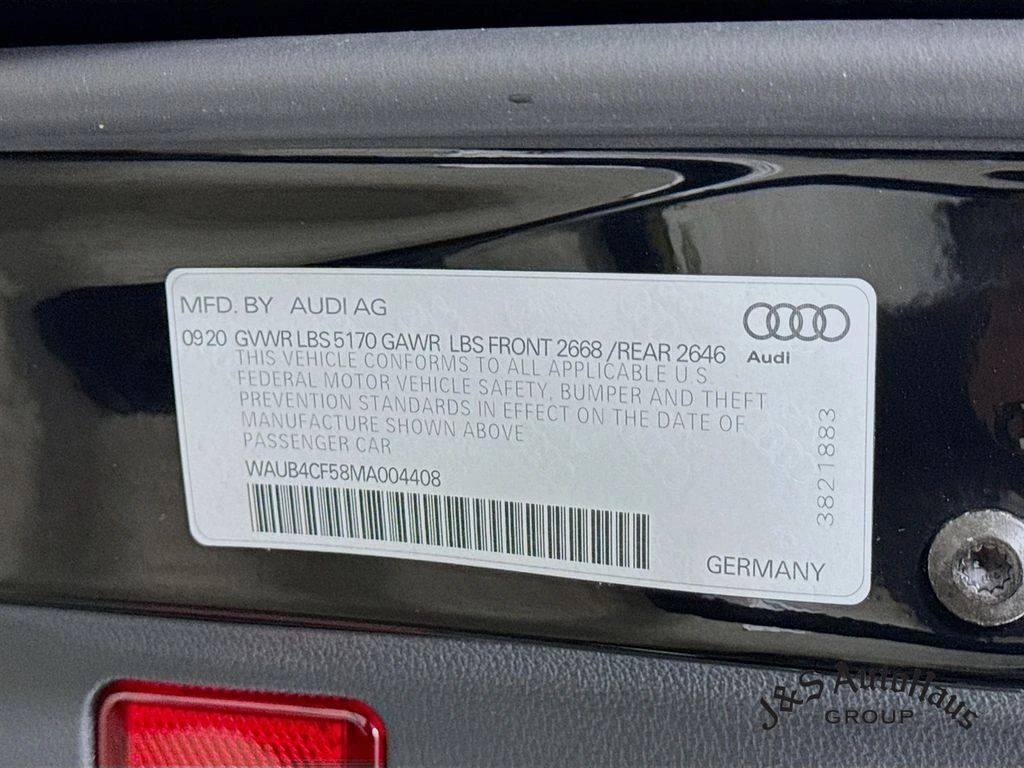 MFD. BY AUDI AG
0920 GVWR LBS 5170 GAWR LBS FRONT 2668 / REAR 2646
Audi
THIS VEHICLE CONFORMS TO ALL APPLICABLE U S
FEDERAL MOTOR VEHICLE SAFETY, BUMPER AND THEFT
PREVENTION STANDARDS IN EFFECT ON THE DATE OF
MANUFACTURE SHOWN ABOVE
PASSENGER CAR
WAUB4CF58MA004408
3821883
GERMANY
J&S AutoHaus
GROUP